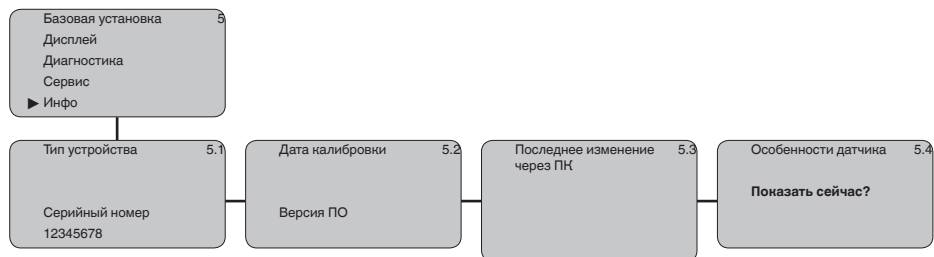 Базовая установка 5
Дисплей
Диагностика
Сервис
▶ Инфо
Тип устройства 5.1
Серийный номер
12345678
Дата калибровки 5.2
Версия ПО
Последнее изменение 5.3
через ПК
Особенности датчика 5.4
Показать сейчас?